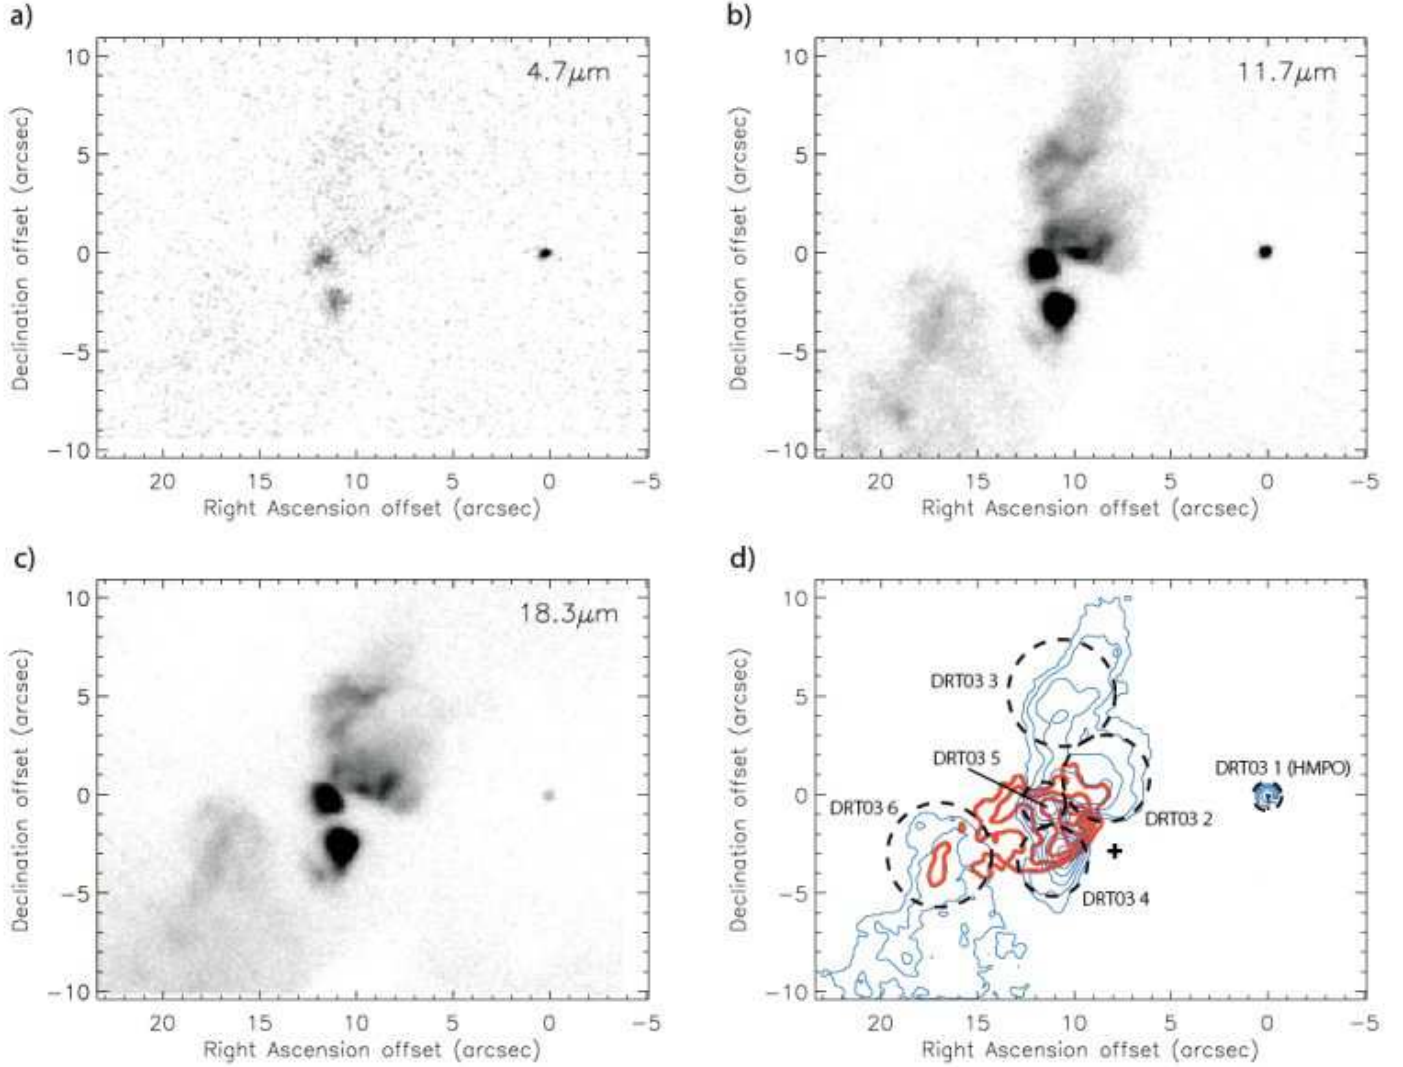 a)
4.7μm
Declination offset (arcsec)
10
5
0
−5
−10
20 15 10 5 0 −5
Right Ascension offset (arcsec)
b)
11.7μm
Declination offset (arcsec)
10
5
0
−5
−10
20 15 10 5 0 −5
Right Ascension offset (arcsec)
c)
18.3μm
Declination offset (arcsec)
10
5
0
−5
−10
20 15 10 5 0 −5
Right Ascension offset (arcsec)
d)
Declination offset (arcsec)
10
5
0
−5
−10
DRT03 3
DRT03 5
DRT03 1 (HMPO)
DRT03 6
DRT03 2
DRT03 4
20 15 10 5 0 −5
Right Ascension offset (arcsec)